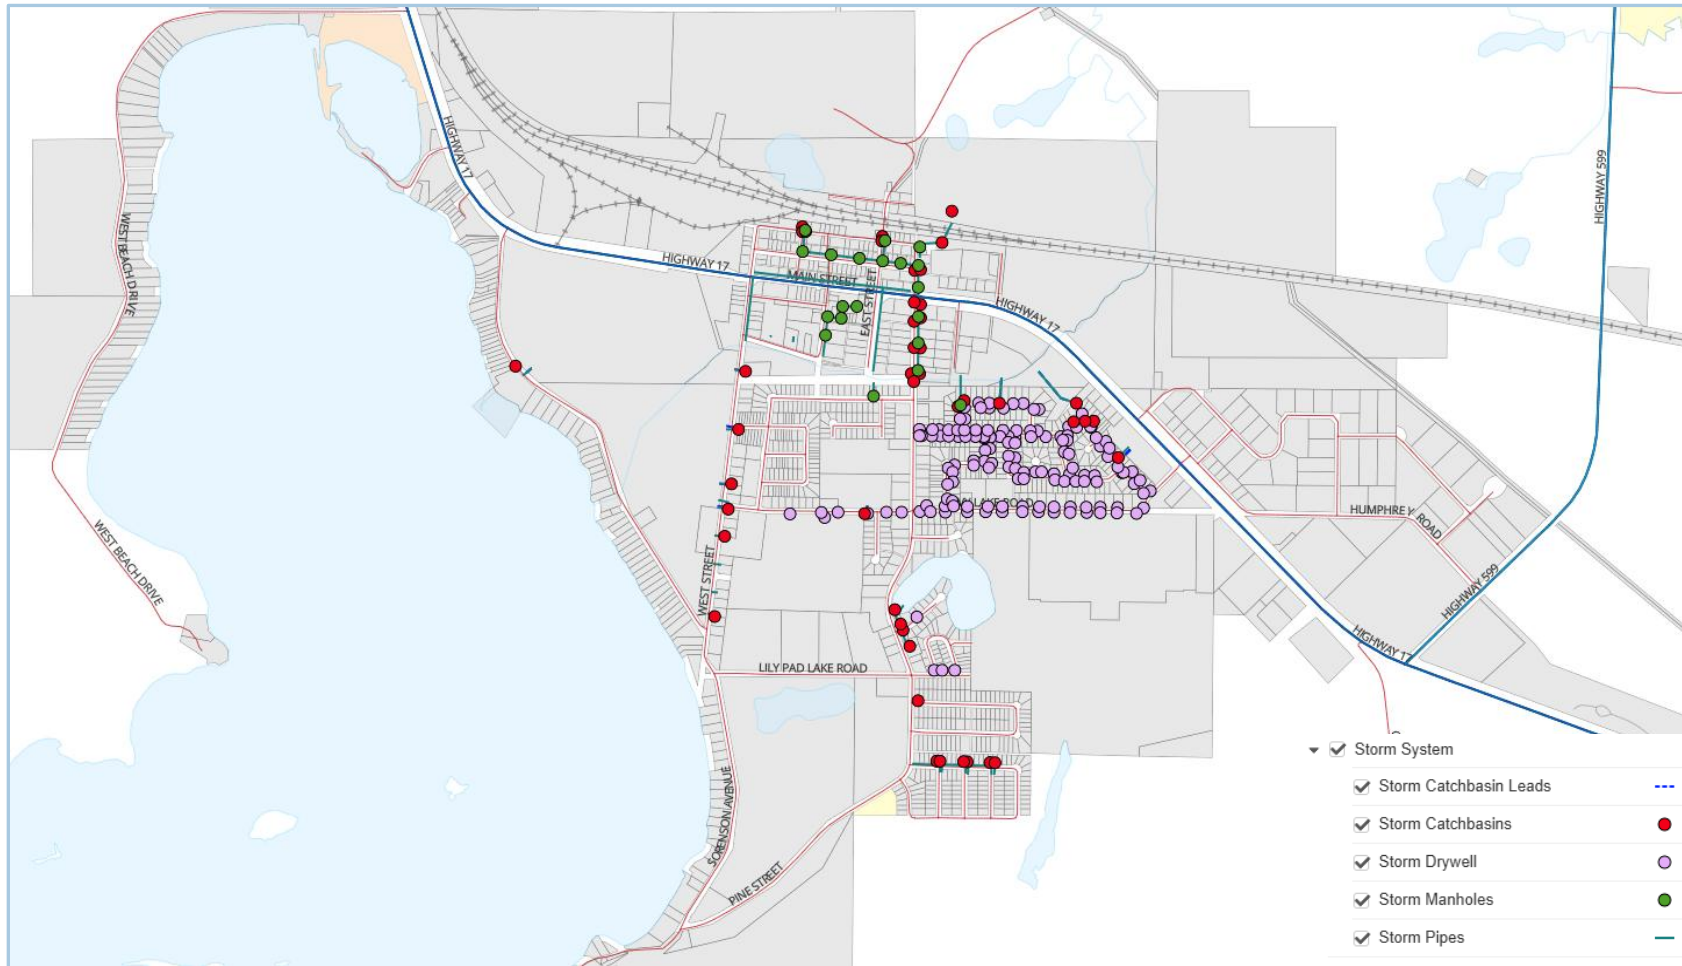 HIGHWAY 17
HIGHWAY 599
WEST BEACH DRIVE
HIGHWAY 17
MAIN STREET
EAST STREET
HIGHWAY 17
LAKE ROAD
HUMPHREY ROAD
WEST BEACH DRIVE
WEST STREET
HIGHWAY 599
HIGHWAY 17
LILY PAD LAKE ROAD
SORENSON AVENUE
PINE STREET
Storm System
Storm Catchbasin Leads
Storm Catchbasins
Storm Drywell
Storm Manholes
Storm Pipes